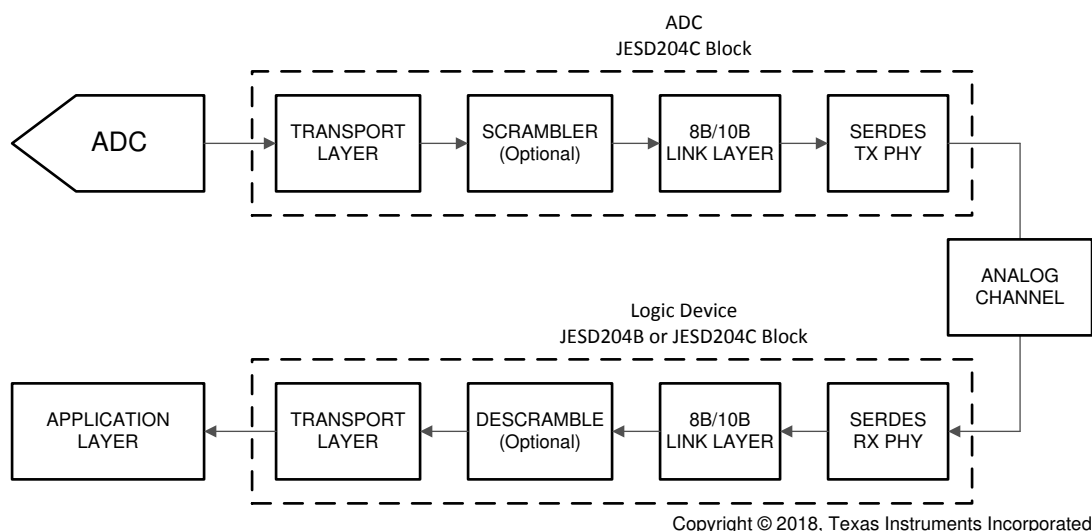 ADC
JESD204C Block
ADC
TRANSPORT
LAYER
SCRAMBLER
(Optional)
8B/10B
LINK LAYER
SERDES
TX PHY
ANALOG
CHANNEL
Logic Device
JESD204B or JESD204C Block
APPLICATION
LAYER
TRANSPORT
LAYER
DESCRAMBLE
(Optional)
8B/10B
LINK LAYER
SERDES
RX PHY
Copyright © 2018, Texas Instruments Incorporated